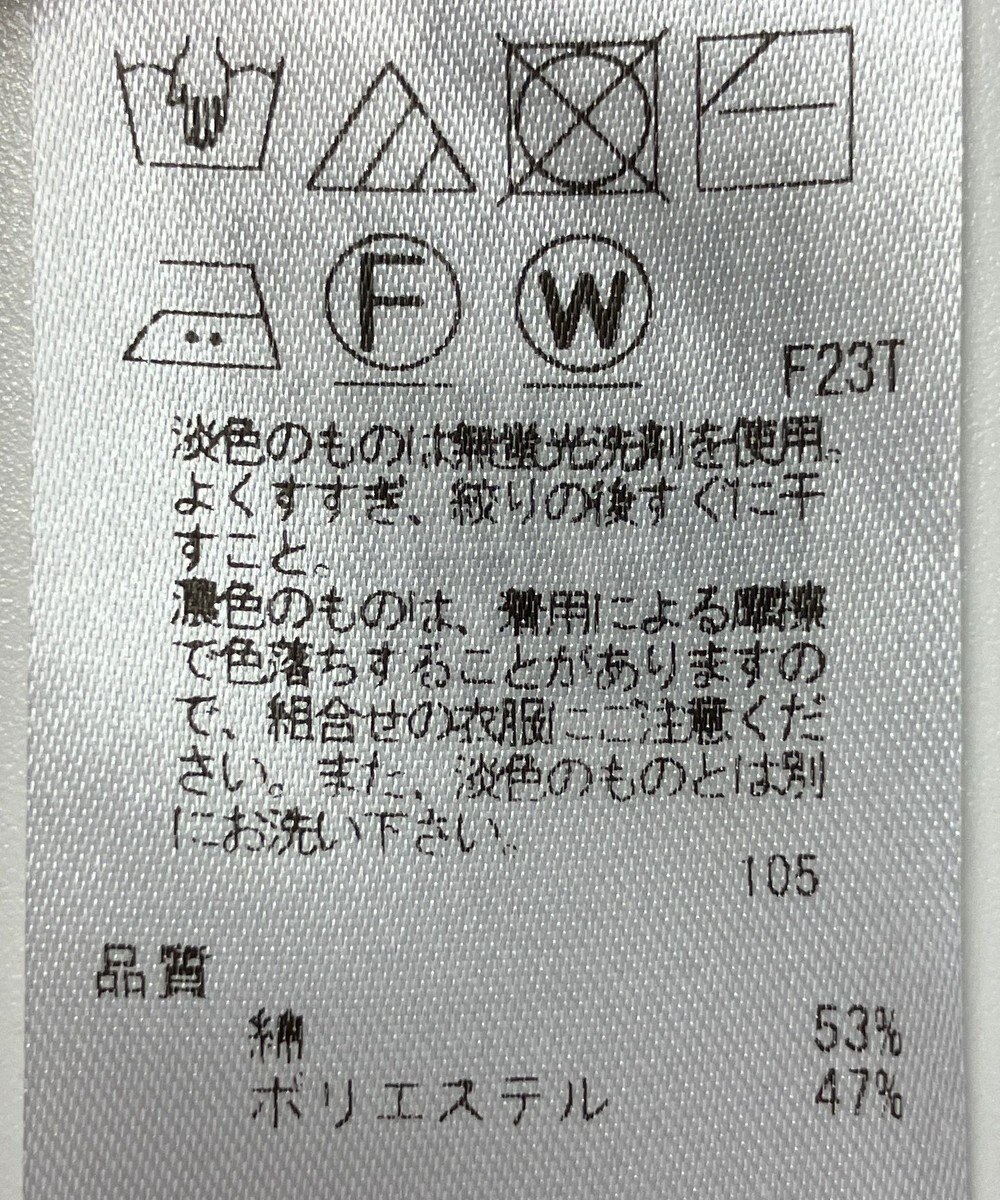 F W
F23T
淡色のものは無蛍光洗剤を使用。
よくすすぎ、絞りの後すぐに干
すこと。
濃色のものは、着用による摩擦
で色落ちすることがありますの
で、組合せの衣服にご注意くだ
さい。また、淡色のものとは別
にお洗い下さい。
105
品質
綿 53%
ポリエステル 47%